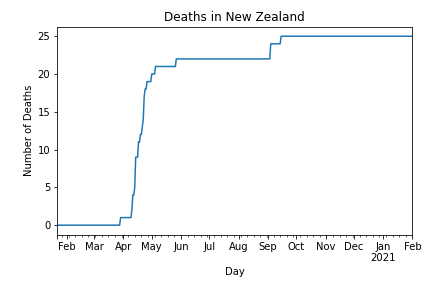 Deaths in New Zealand
25
20
15
10
5
0
Number of Deaths
Feb Mar Apr May Jun Jul Aug Sep Oct Nov Dec Jan Feb
2021
Day